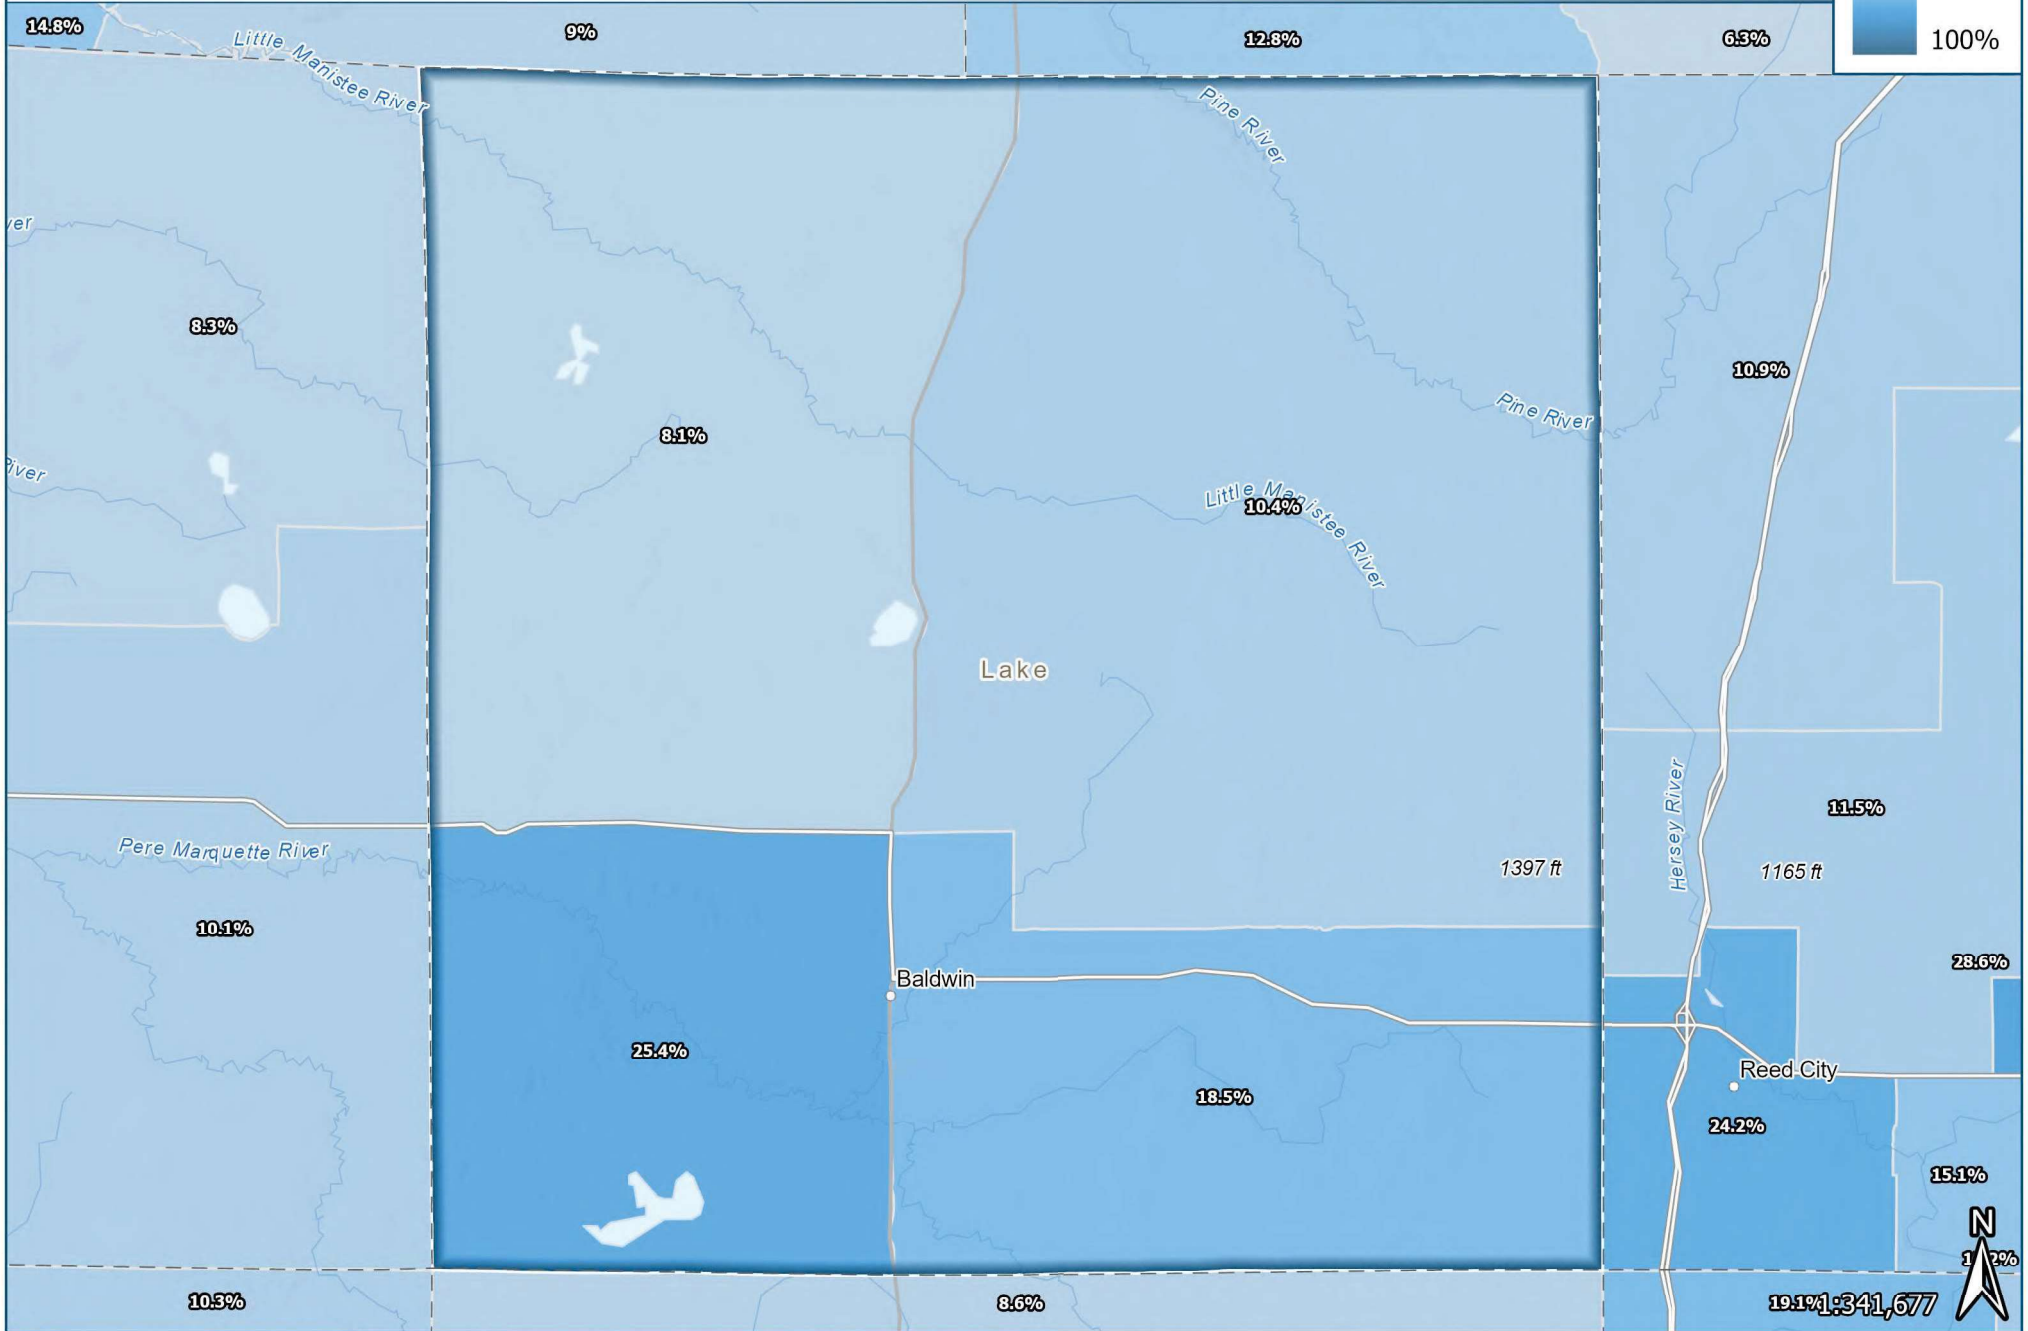 14.8%
9%
12.8%
6.3%
100%
Little Manistee River
Pine River
8.3%
10.9%
Pine River
8.1%
River
Little Manistee River
10.4%
Lake
Hersey River
11.5%
Pere Marquette River
1397 ft
1165 ft
10.1%
28.6%
Baldwin
25.4%
Reed City
18.5%
24.2%
15.1%
N
10.3%
8.6%
19.1%
1:341,677